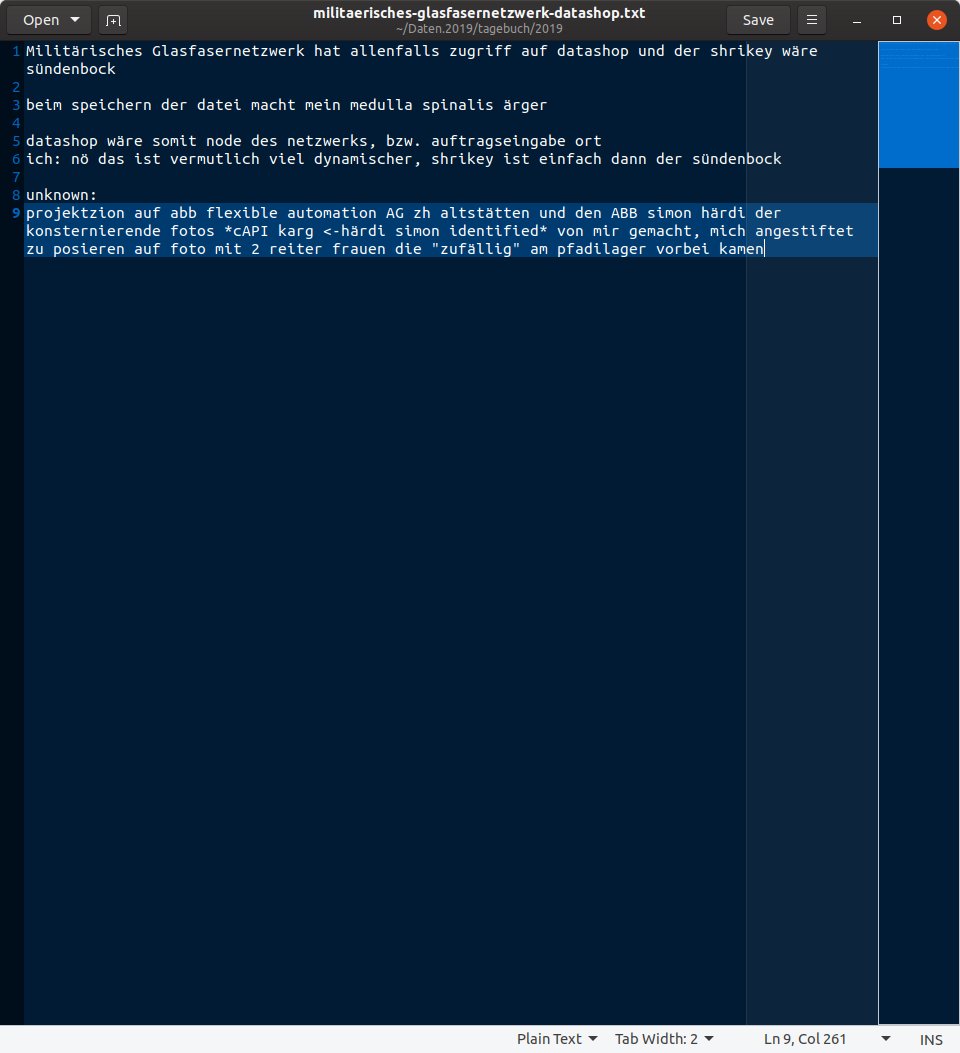 Open
militaerisches-glasfasernetzwerk-datashop.txt
~/Daten.2019/tagebuch/2019
Save
1 Militärisches Glasfasernetzwerk hat allenfalls zugriff auf datashop und der shrikey wäre
sündenbock
2
3 beim speichern der datei macht mein medulla spinalis ärger
4
5 datashop wäre somit node des netzwerks, bzw. auftragseingabe ort
6 ich: nö das ist vermutlich viel dynamischer, shrikey ist einfach dann der sündenbock
7
8 unknown:
9 projektzion auf abb flexible automation AG zh altstätten und den ABB simon härdi der
konsternierende fotos *cAPI karg <-härdi simon identified* von mir gemacht, mich angestiftet
zu posieren auf foto mit 2 reiter frauen die "zufällig" am pfadilager vorbei kamen
Plain Text Tab Width: 2 Ln 9, Col 261 INS